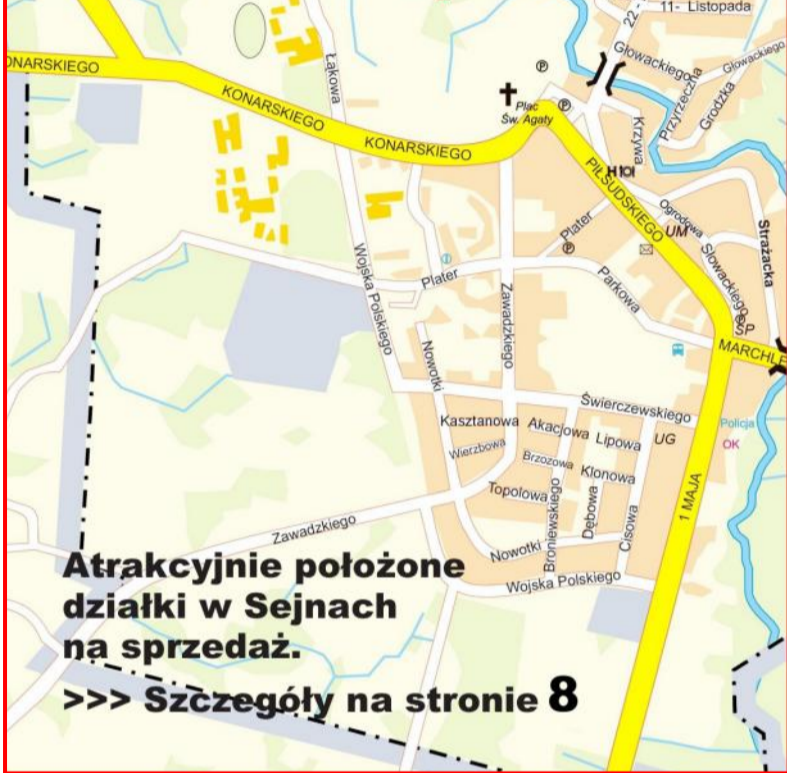 11- Listopada
22-
Głowackiego
Głowackiego
ONARSKIEGO
Łąkowa
KONARSKIEGO
KONARSKIEGO
P
P
Plac
Św. Agaty
Krzywa
Przyrzeczna
Grodzka
H
PIŁSUDSKIEGO
Plater
P
Ogrodowa
UM
Słowackiego
Strażacka
Wojska Polskiego
Plater
Zawadzkiego
Parkowa
SP
MARCHLE
Nowotki
Świerczewskiego
Kasztanowa
Akacjowa
Lipowa
UG
Policja
OK
Wierzbowa
Brzozowa
Klonowa
Topolowa
Broniewskiego
Dębowa
Cisowa
1 MAJA
Zawadzkiego
Nowotki
Wojska Polskiego
Atrakcyjnie położone
działki w Sejnach
na sprzedaż.
>>> Szczegóły na stronie 8